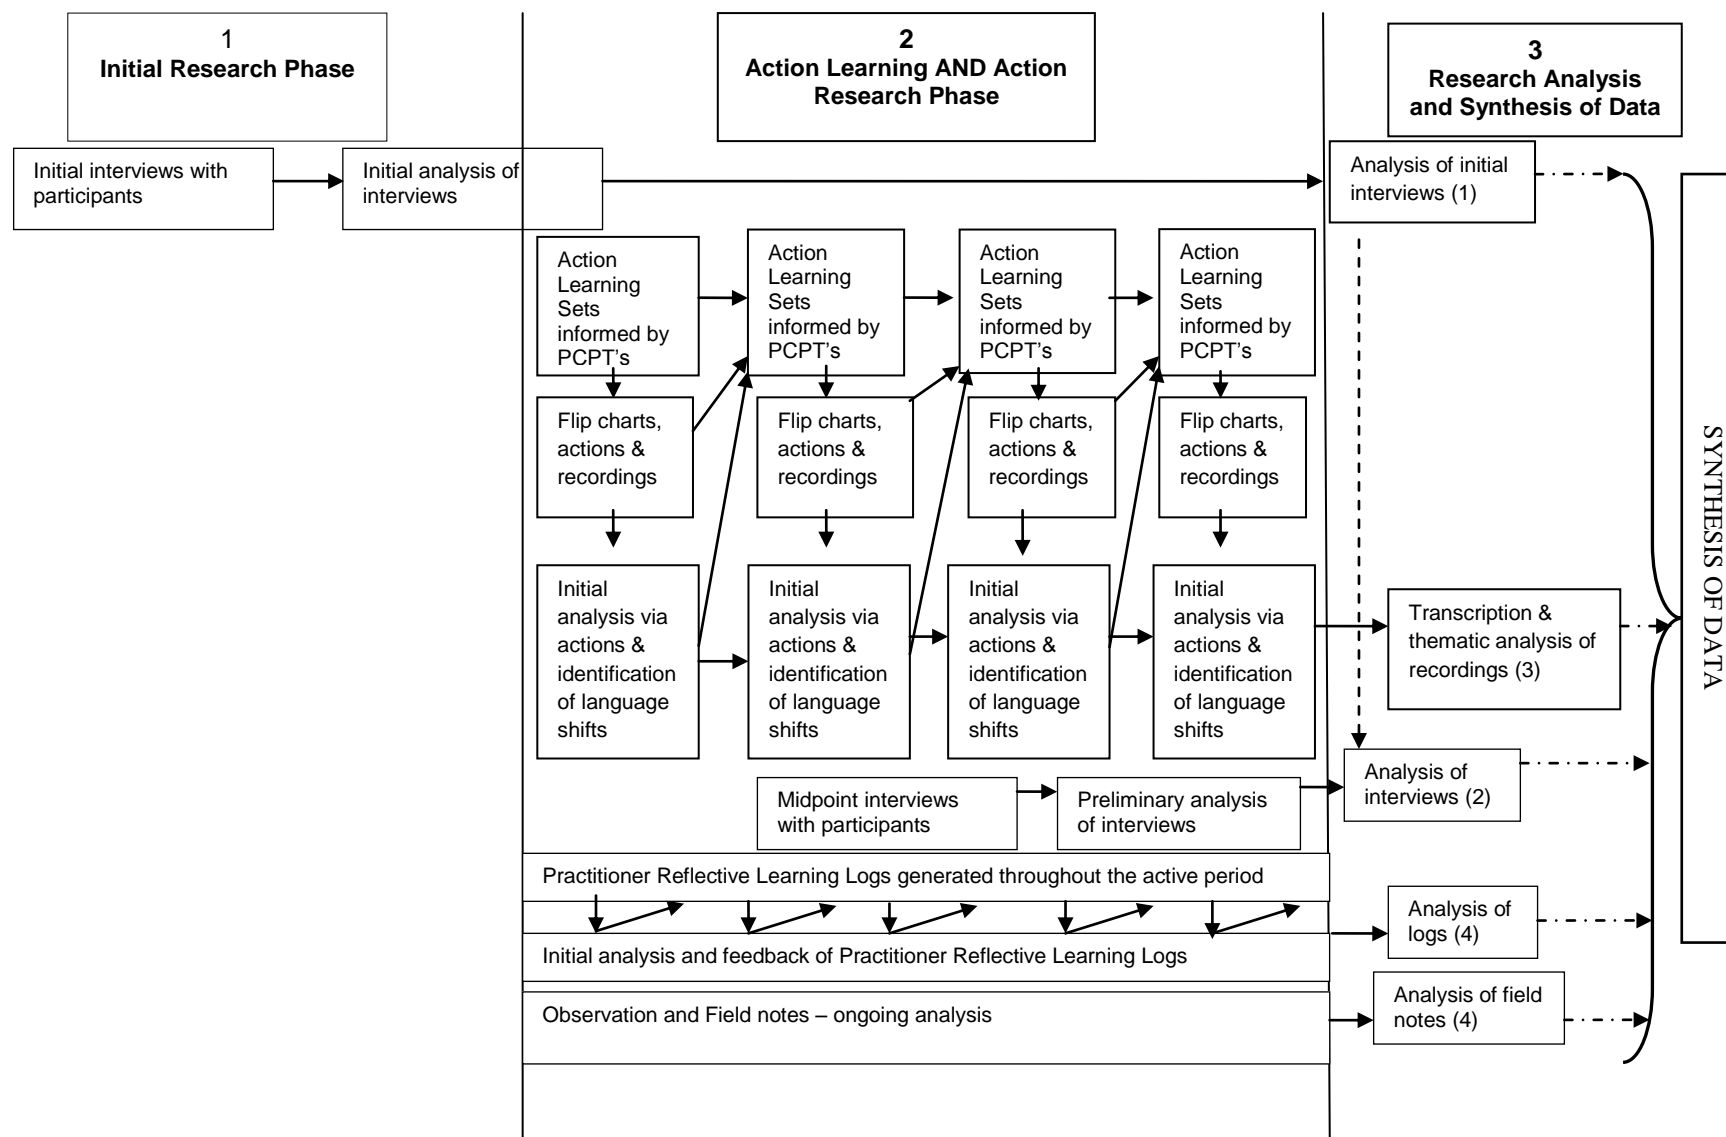 1
Initial Research Phase
2
Action Learning AND Action
Research Phase
3
Research Analysis
and Synthesis of Data
Initial interviews with
participants
Initial analysis of
interviews
Analysis of initial
interviews (1)
Action
Learning
Sets
informed by
PCPT’s
Action
Learning
Sets
informed by
PCPT’s
Action
Learning
Sets
informed by
PCPT’s
Action
Learning
Sets
informed by
PCPT’s
Flip charts,
actions &
recordings
Flip charts,
actions &
recordings
Flip charts,
actions &
recordings
Flip charts,
actions &
recordings
Initial
analysis via
actions &
identification
of language
shifts
Initial
analysis via
actions &
identification
of language
shifts
Initial
analysis via
actions &
identification
of language
shifts
Initial
analysis via
actions &
identification
of language
shifts
Transcription &
thematic analysis of
recordings (3)
SYNTHESIS OF DATA
Midpoint interviews
with participants
Preliminary analysis
of interviews
Analysis of
interviews (2)
Practitioner Reflective Learning Logs generated throughout the active period
Initial analysis and feedback of Practitioner Reflective Learning Logs
Analysis of
logs (4)
Observation and Field notes – ongoing analysis
Analysis of field
notes (4)